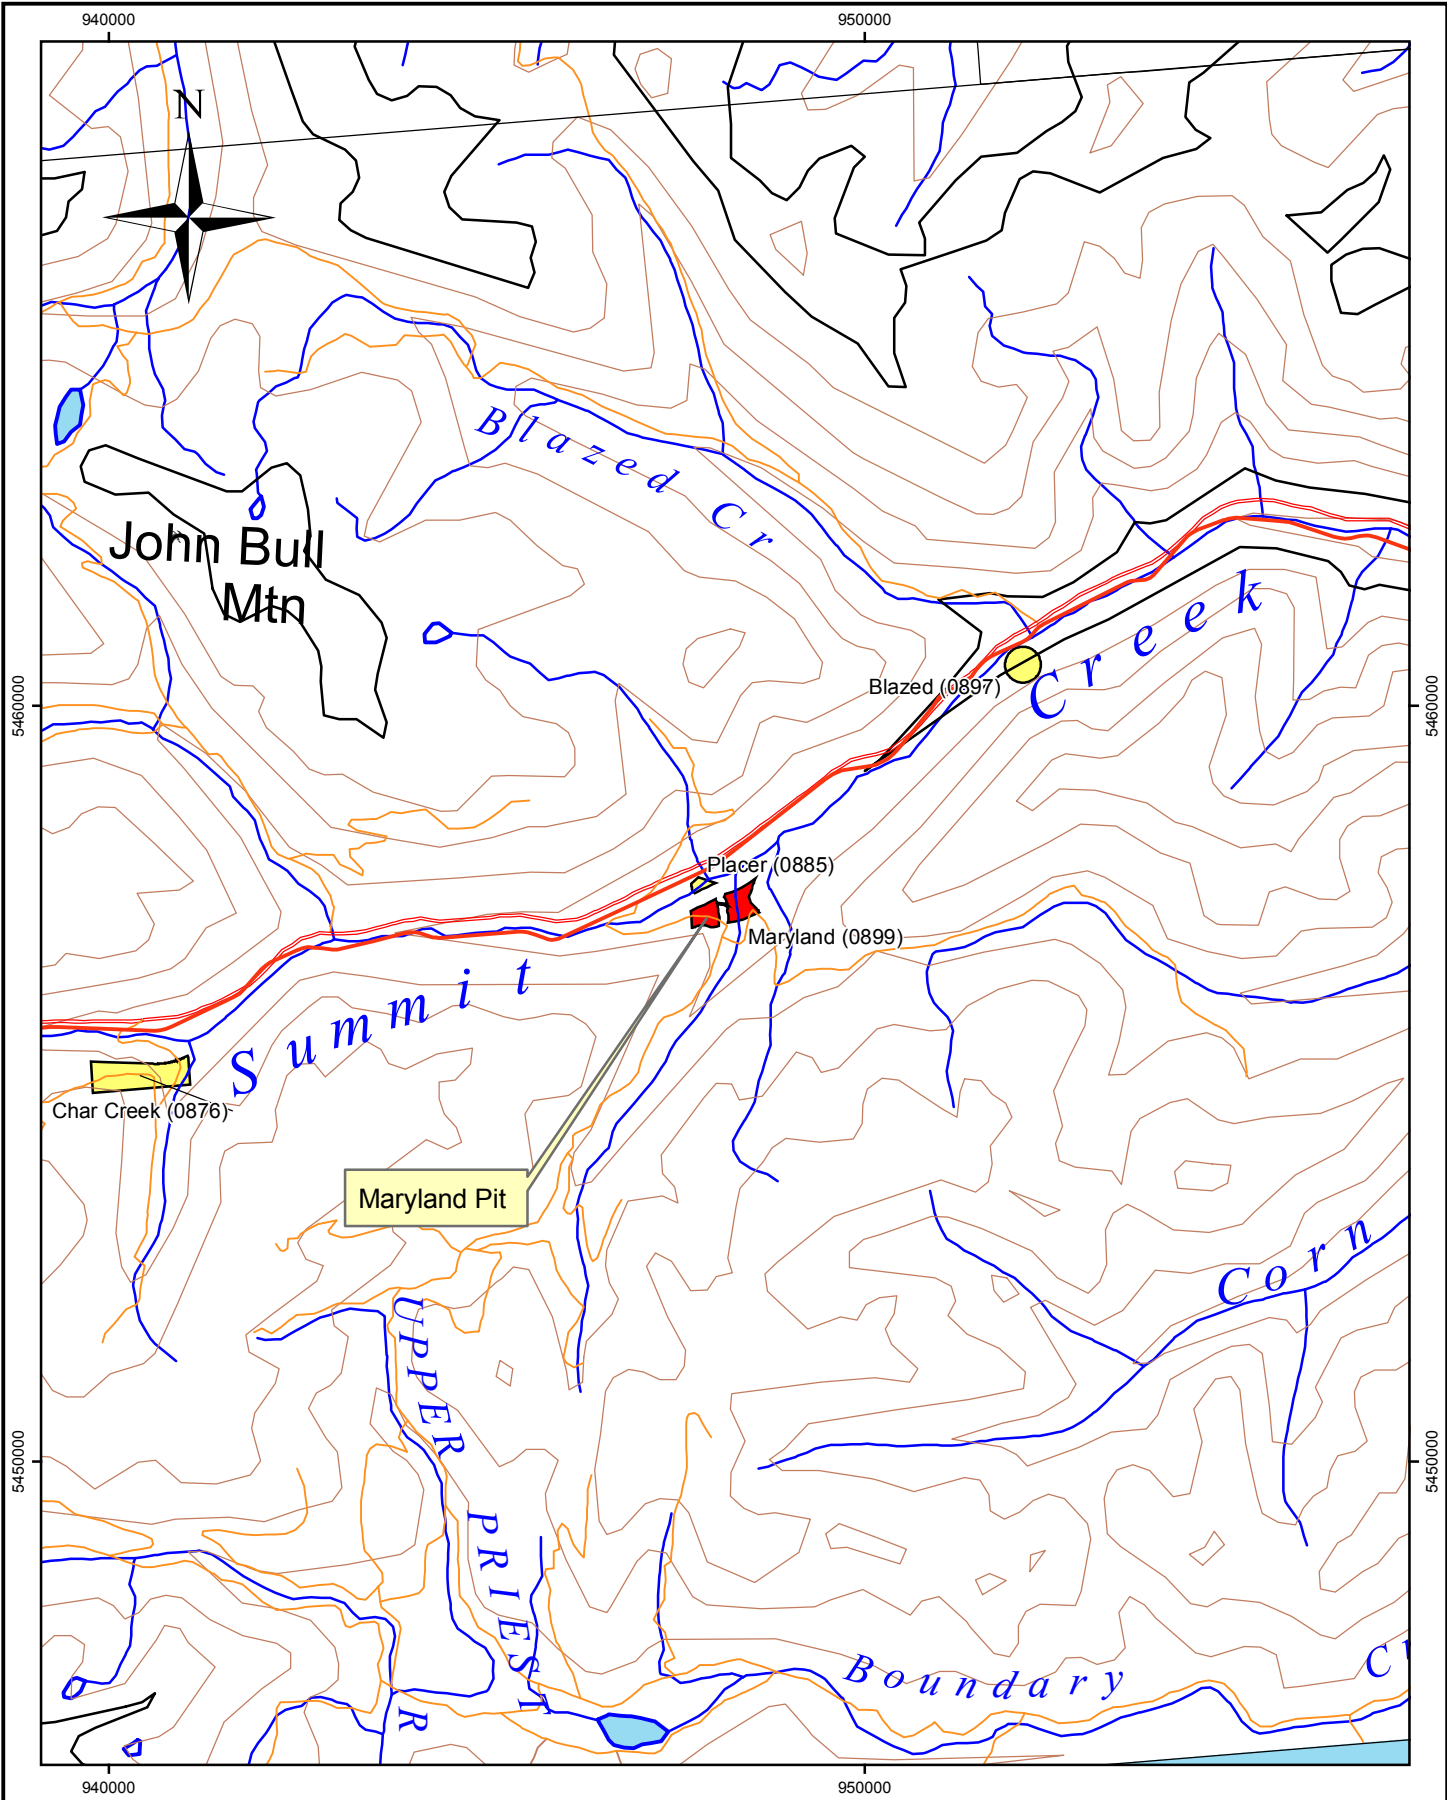 940000
950000
N
Blazed Cr
John Bull
Mtn
Creek
5460000
5460000
Blazed (0897)
Placer (0885)
Maryland (0899)
Summit
Char Creek (0876)
Maryland Pit
Corn
UPPER
PRIEST
R
5450000
5450000
Boundary
940000
950000